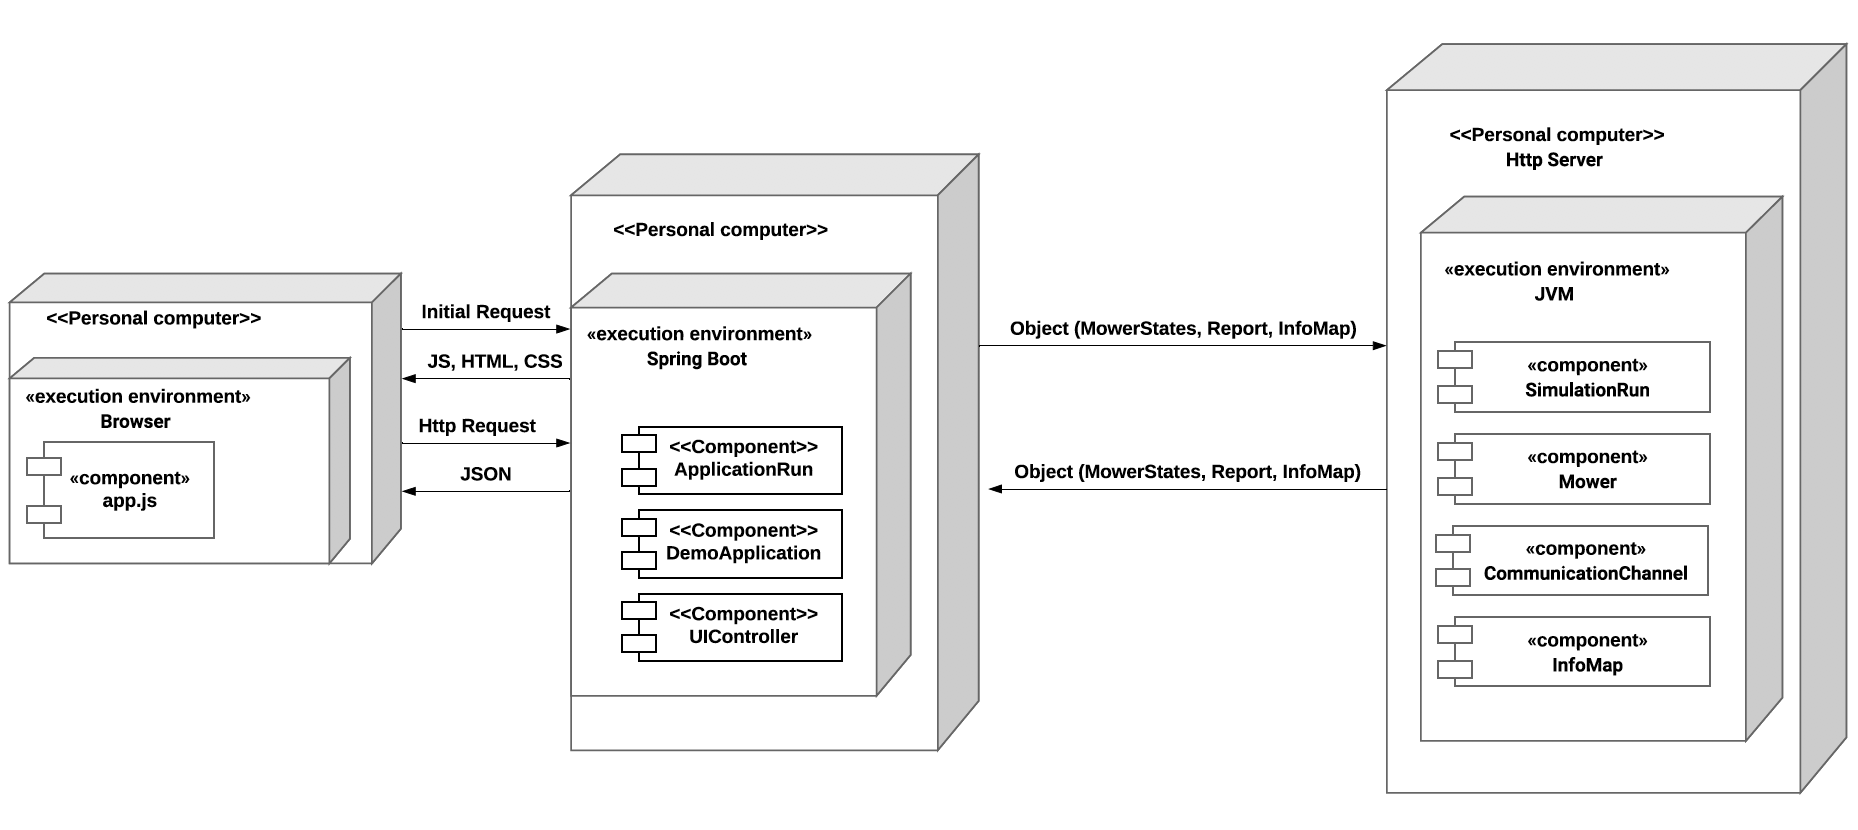 <<Personal computer>>
«execution environment»
Browser
«component»
app.js
Initial Request
JS, HTML, CSS
Http Request
JSON
<<Personal computer>>
«execution environment»
Spring Boot
<<Component>>
ApplicationRun
<<Component>>
DemoApplication
<<Component>>
UIController
Object (MowerStates, Report, InfoMap)
Object (MowerStates, Report, InfoMap)
<<Personal computer>>
Http Server
«execution environment»
JVM
«component»
SimulationRun
«component»
Mower
«component»
CommunicationChannel
«component»
InfoMap